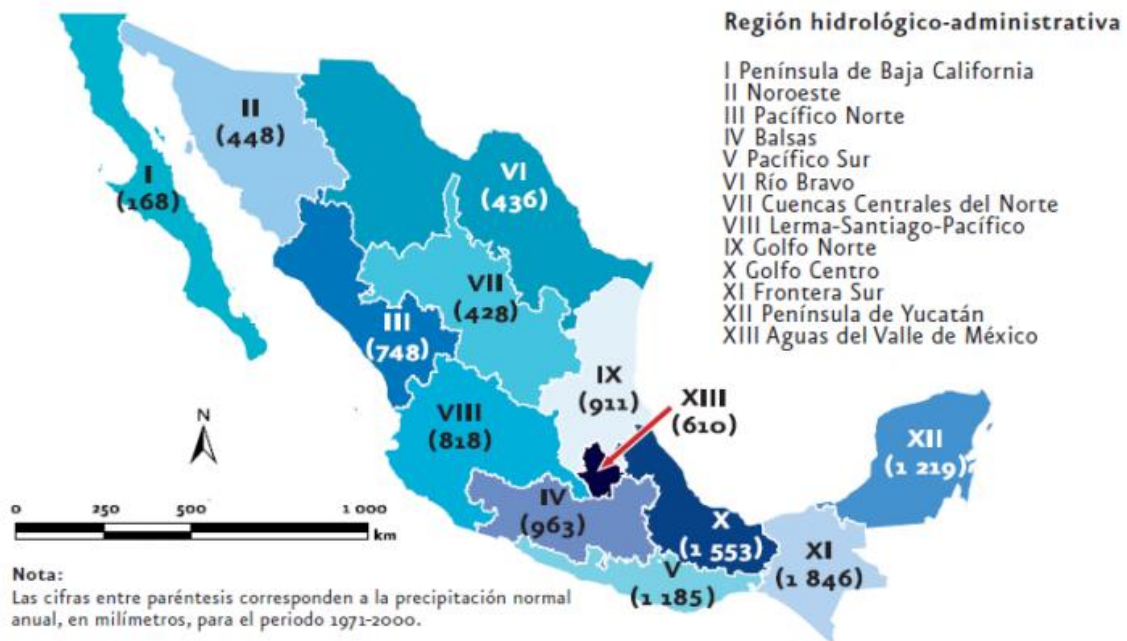 Región hidrológico-administrativa
I Península de Baja California
II Noroeste
III Pacífico Norte
IV Balsas
V Pacífico Sur
VI Río Bravo
VII Cuencas Centrales del Norte
VIII Lerma-Santiago-Pacífico
IX Golfo Norte
X Golfo Centro
XI Frontera Sur
XII Península de Yucatán
XIII Aguas del Valle de México
II
(448)
I
(168)
VI
(436)
VII
(428)
III
(748)
IX
(911)
XIII
(610)
VIII
(818)
XII
(1 219)
IV
(963)
X
(1 553)
XI
(1 846)
V
(1 185)
N
0 250 500 1 000
km
Nota:
Las cifras entre paréntesis corresponden a la precipitación normal
anual, en milímetros, para el periodo 1971-2000.